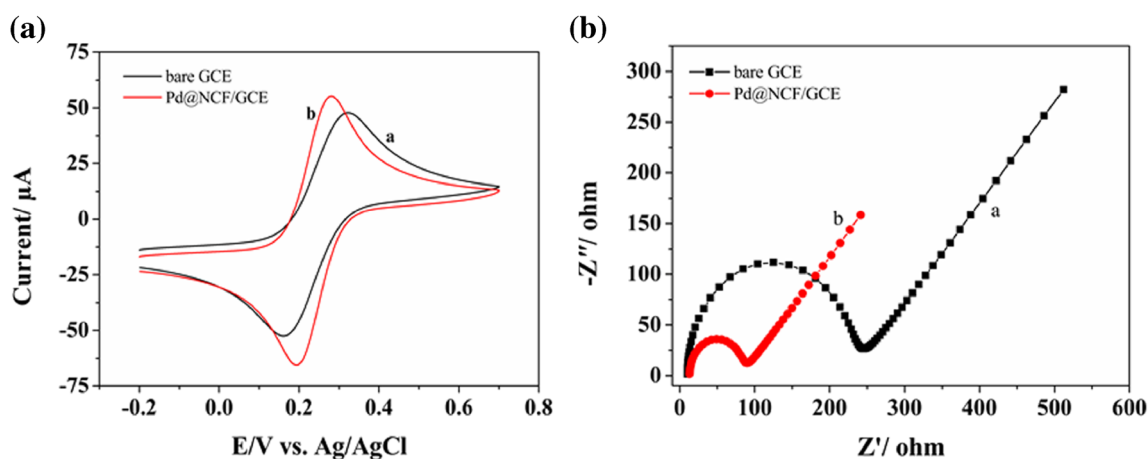 (a)
75
50
25
0
-25
-50
-75
Current/ µA
bare GCE
Pd@NCF/GCE
b
a
-0.2 0.0 0.2 0.4 0.6 0.8
E/V vs. Ag/AgCl
(b)
300
250
200
150
100
50
0
-Z″/ ohm
bare GCE
Pd@NCF/GCE
b
a
0 100 200 300 400 500 600
Z'/ ohm